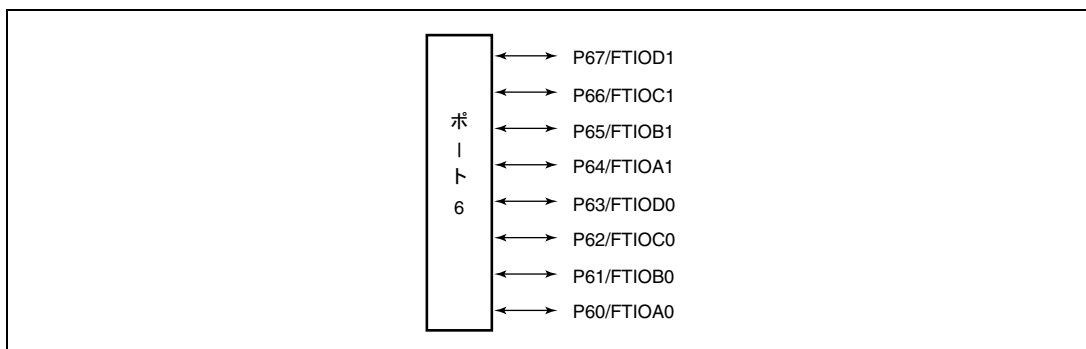 ポート6
P67/FTIOD1
P66/FTIOC1
P65/FTIOB1
P64/FTIOA1
P63/FTIOD0
P62/FTIOC0
P61/FTIOB0
P60/FTIOA0